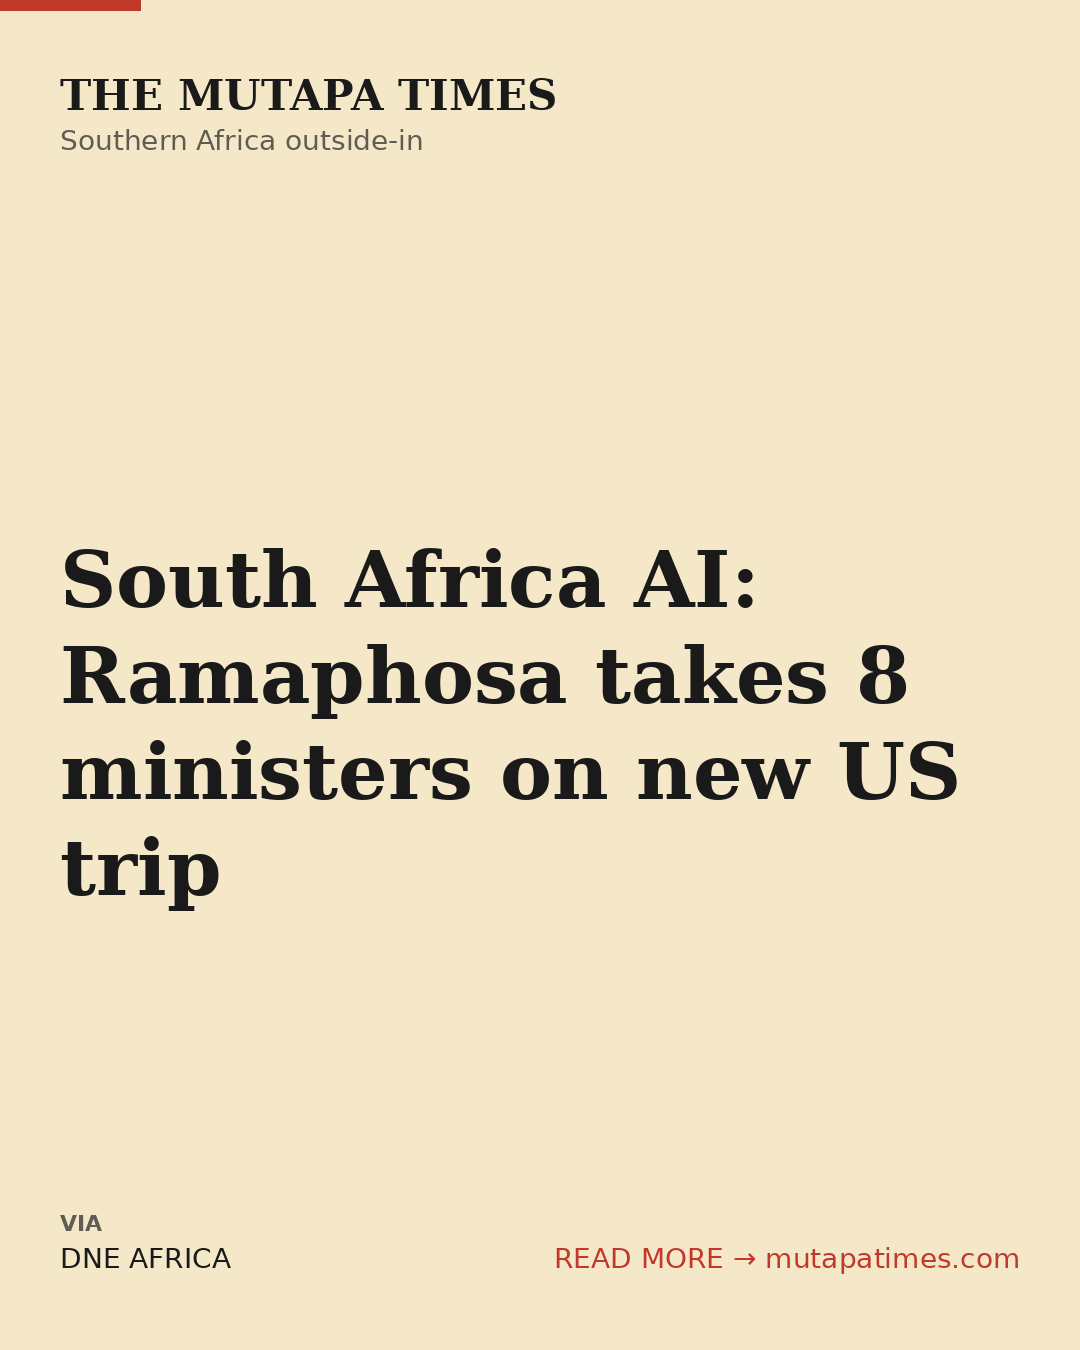 THE MUTAPA TIMES
Southern Africa outside-in
South Africa AI:
Ramaphosa takes 8
ministers on new US
trip
VIA
DNE AFRICA
READ MORE → mutapatimes.com